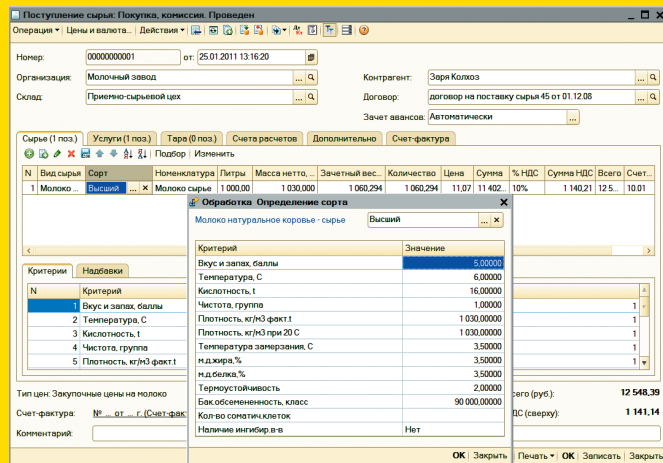 Поступление сырья: Покупка, комиссия. Проведен
Операция Цены и валюта... Действия
Номер: 00000000001 от: 25.01.2011 13:16:20
Организация: Молочный завод ... Контрагент: Заря Колхоз ...
Склад: Приемно-сырьевой цех ... Договор: договор на поставку сырья 45 от 01.12.08 ...
Зачет авансов: Автоматически ...
Сырье (1 поз.) Услуги (1 поз.) Тара (0 поз.) Счета расчетов Дополнительно Счет-фактура
Подбор Изменить
N Вид сырья Сорт Номенклатура Литры Масса нетто, ... Зачетный вес... Количество Цена Сумма % НДС Сумма НДС Всего Счет...
1 Молоко ... Высший ... × Молоко сырье 1 000,00 1 030,000 1 060,294 1 060,294 11,07 11 402... 10% 1 140,21 12 5... 10.01
Обработка Определение сорта
Молоко натуральное коровье - сырье Высший ... ×
Критерий Значение
Вкус и запах, баллы 5,00000
Температура, С 6,00000
Кислотность, t 16,00000
Чистота, группа 1,00000
Плотность, кг/м3 факт.t 1 030,00000
Плотность, кг/м3 при 20 С 1 030,00000
Температура замерзания, С 3,50000
м.д.жира,% 3,50000
м.д.белка,% 3,50000
Термоустойчивость 2,00000
Бак.обсемененность, класс 90 000,00000
Кол-во соматич.клеток
Наличие ингибир.в-в Нет
ОК Закрыть
Критерии Надбавки
N Критерий
1 Вкус и запах, баллы 1
2 Температура, С 1
3 Кислотность, t 1
4 Чистота, группа 1
5 Плотность, кг/м3 факт.t 1
Тип цен: Закупочные цены на молоко сего (руб.): 12 548,39
Счет-фактура: № ... от ... г. (Счет-фак ДС (сверху): 1 141,14
Комментарий:
Печать ОК Записать Закрыть